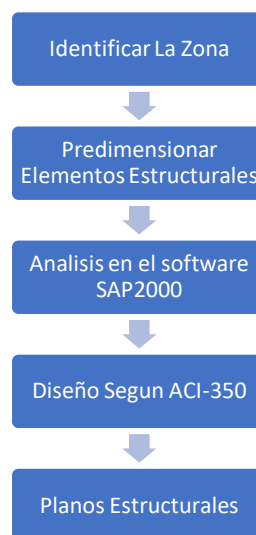 Identificar La Zona
Predimensionar
Elementos Estructurales
Analisis en el software
SAP2000
Diseño Segun ACI-350
Planos Estructurales